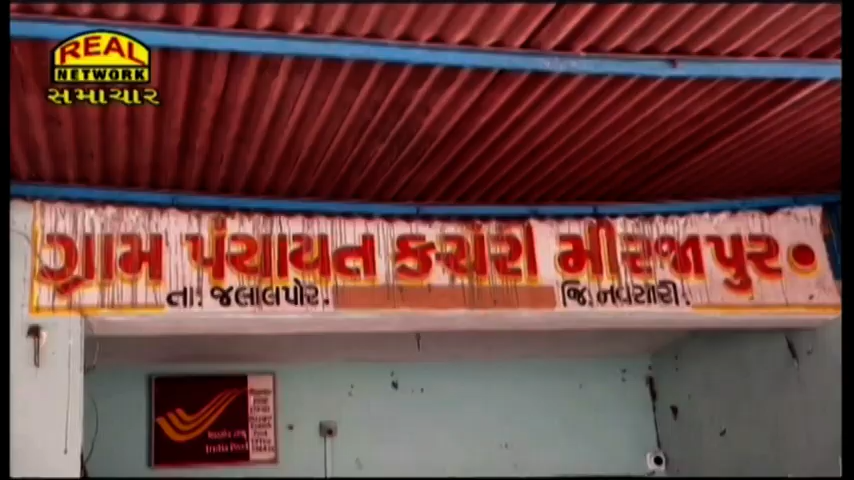 REAL
NETWORK
સમાચાર
ગ્રામ પંચાયત કચેરી મીરજાપુર
તા. જલાલપોર. જિ. નવસારી.
India Post